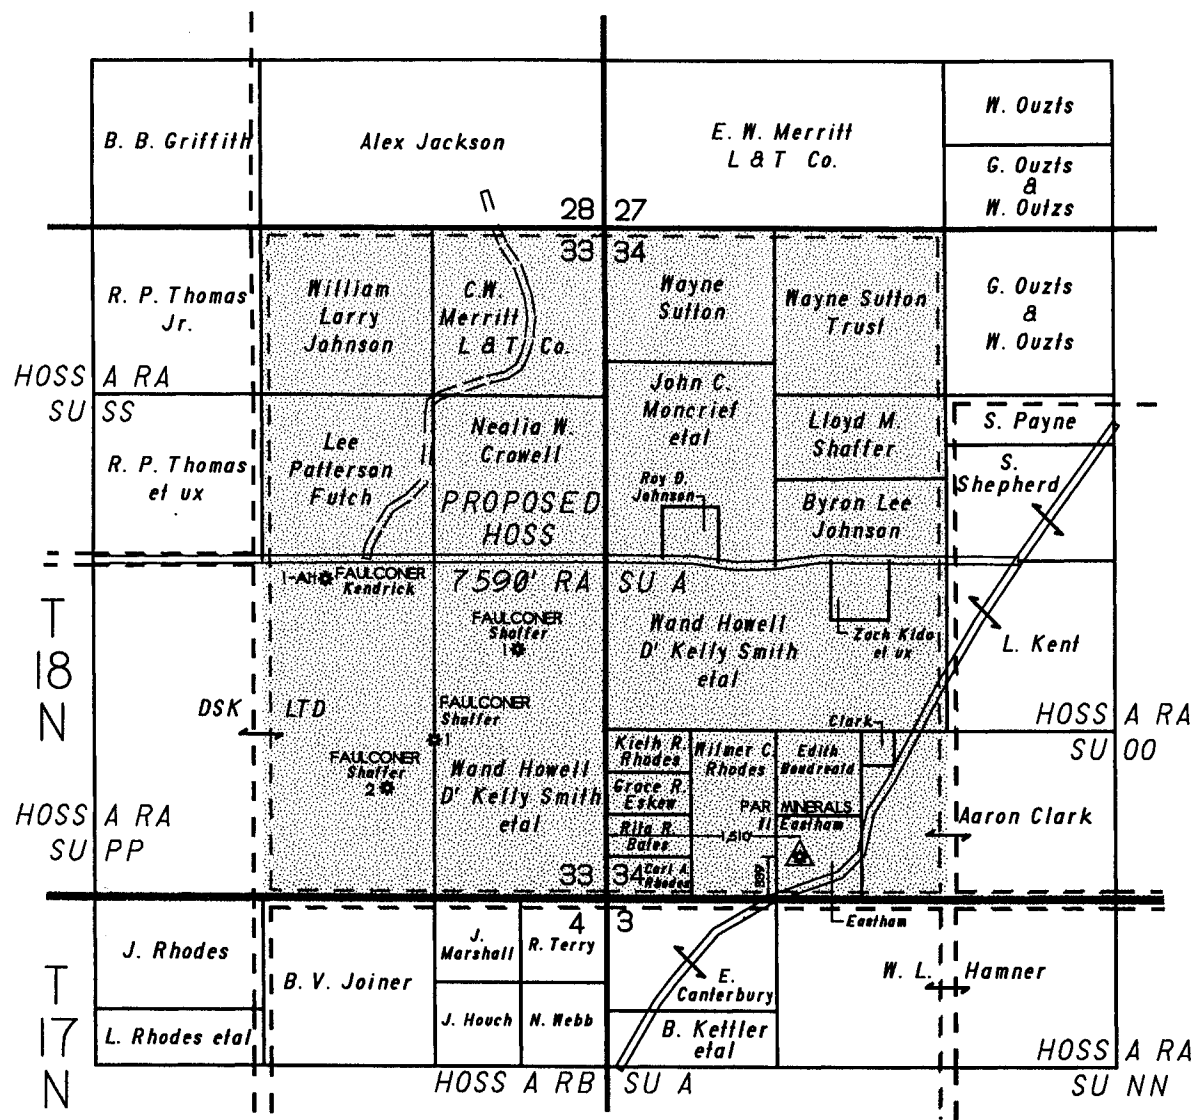 W. Ouzts
B. B. Griffith
Alex Jackson
E. W. Merritt
L & T Co.
G. Ouzts
&
W. Outzs
28 27
33 34
R. P. Thomas
Jr.
William
Larry
Johnson
C.W.
Merritt
L & T Co.
Wayne
Sutton
Wayne Sutton
Trust
G. Ouzts
&
W. Ouzts
HOSS A RA
SU SS
John C.
Moncrief
etal
Lloyd M.
Shaffer
S. Payne
R. P. Thomas
et ux
Lee
Patterson
Futch
Nealia W
Crowell
Roy D.
Johnson
Byron Lee
Johnson
S.
Shepherd
PROPOSED
HOSS
7590' RA SU A
1-Alt FAULCONER
Kendrick
FAULCONER
Shaffer
1
Wand Howell
D' Kelly Smith
etal
Zach Kido
et ux
L. Kent
T
18
N
DSK LTD
FAULCONER
Shaffer
1
FAULCONER
Shaffer
2
Wand Howell
D' Kelly Smith
etal
Clark
HOSS A RA
SU OO
Kieth R.
Rhodes
Wilmer C.
Rhodes
Edith
Grace R.
Eskew
PAR MINERALS
Eastham
Rita R.
Bates
1,510
Carl A.
Rhodes
Aaron Clark
HOSS A RA
SU PP
33 34
4 3
Eastham
J. Rhodes
B. V. Joiner
J.
Marshall
R. Terry
E.
Canterbury
W. L. Hamner
T
17
N
L. Rhodes etal
J. Houch
N. Webb
B. Kettler
etal
HOSS A RA
SU NN
HOSS A RB SU A